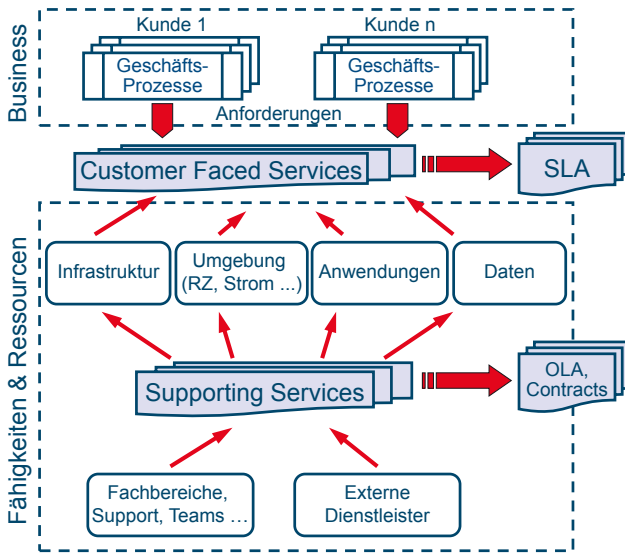 Business
Kunde 1
Kunde n
Geschäfts-
Prozesse
Geschäfts-
Prozesse
Anforderungen
Customer Faced Services
SLA
Fähigkeiten & Ressourcen
Infrastruktur
Umgebung
(RZ, Strom ...)
Anwendungen
Daten
Supporting Services
OLA,
Contracts
Fachbereiche,
Support, Teams ...
Externe
Dienstleister